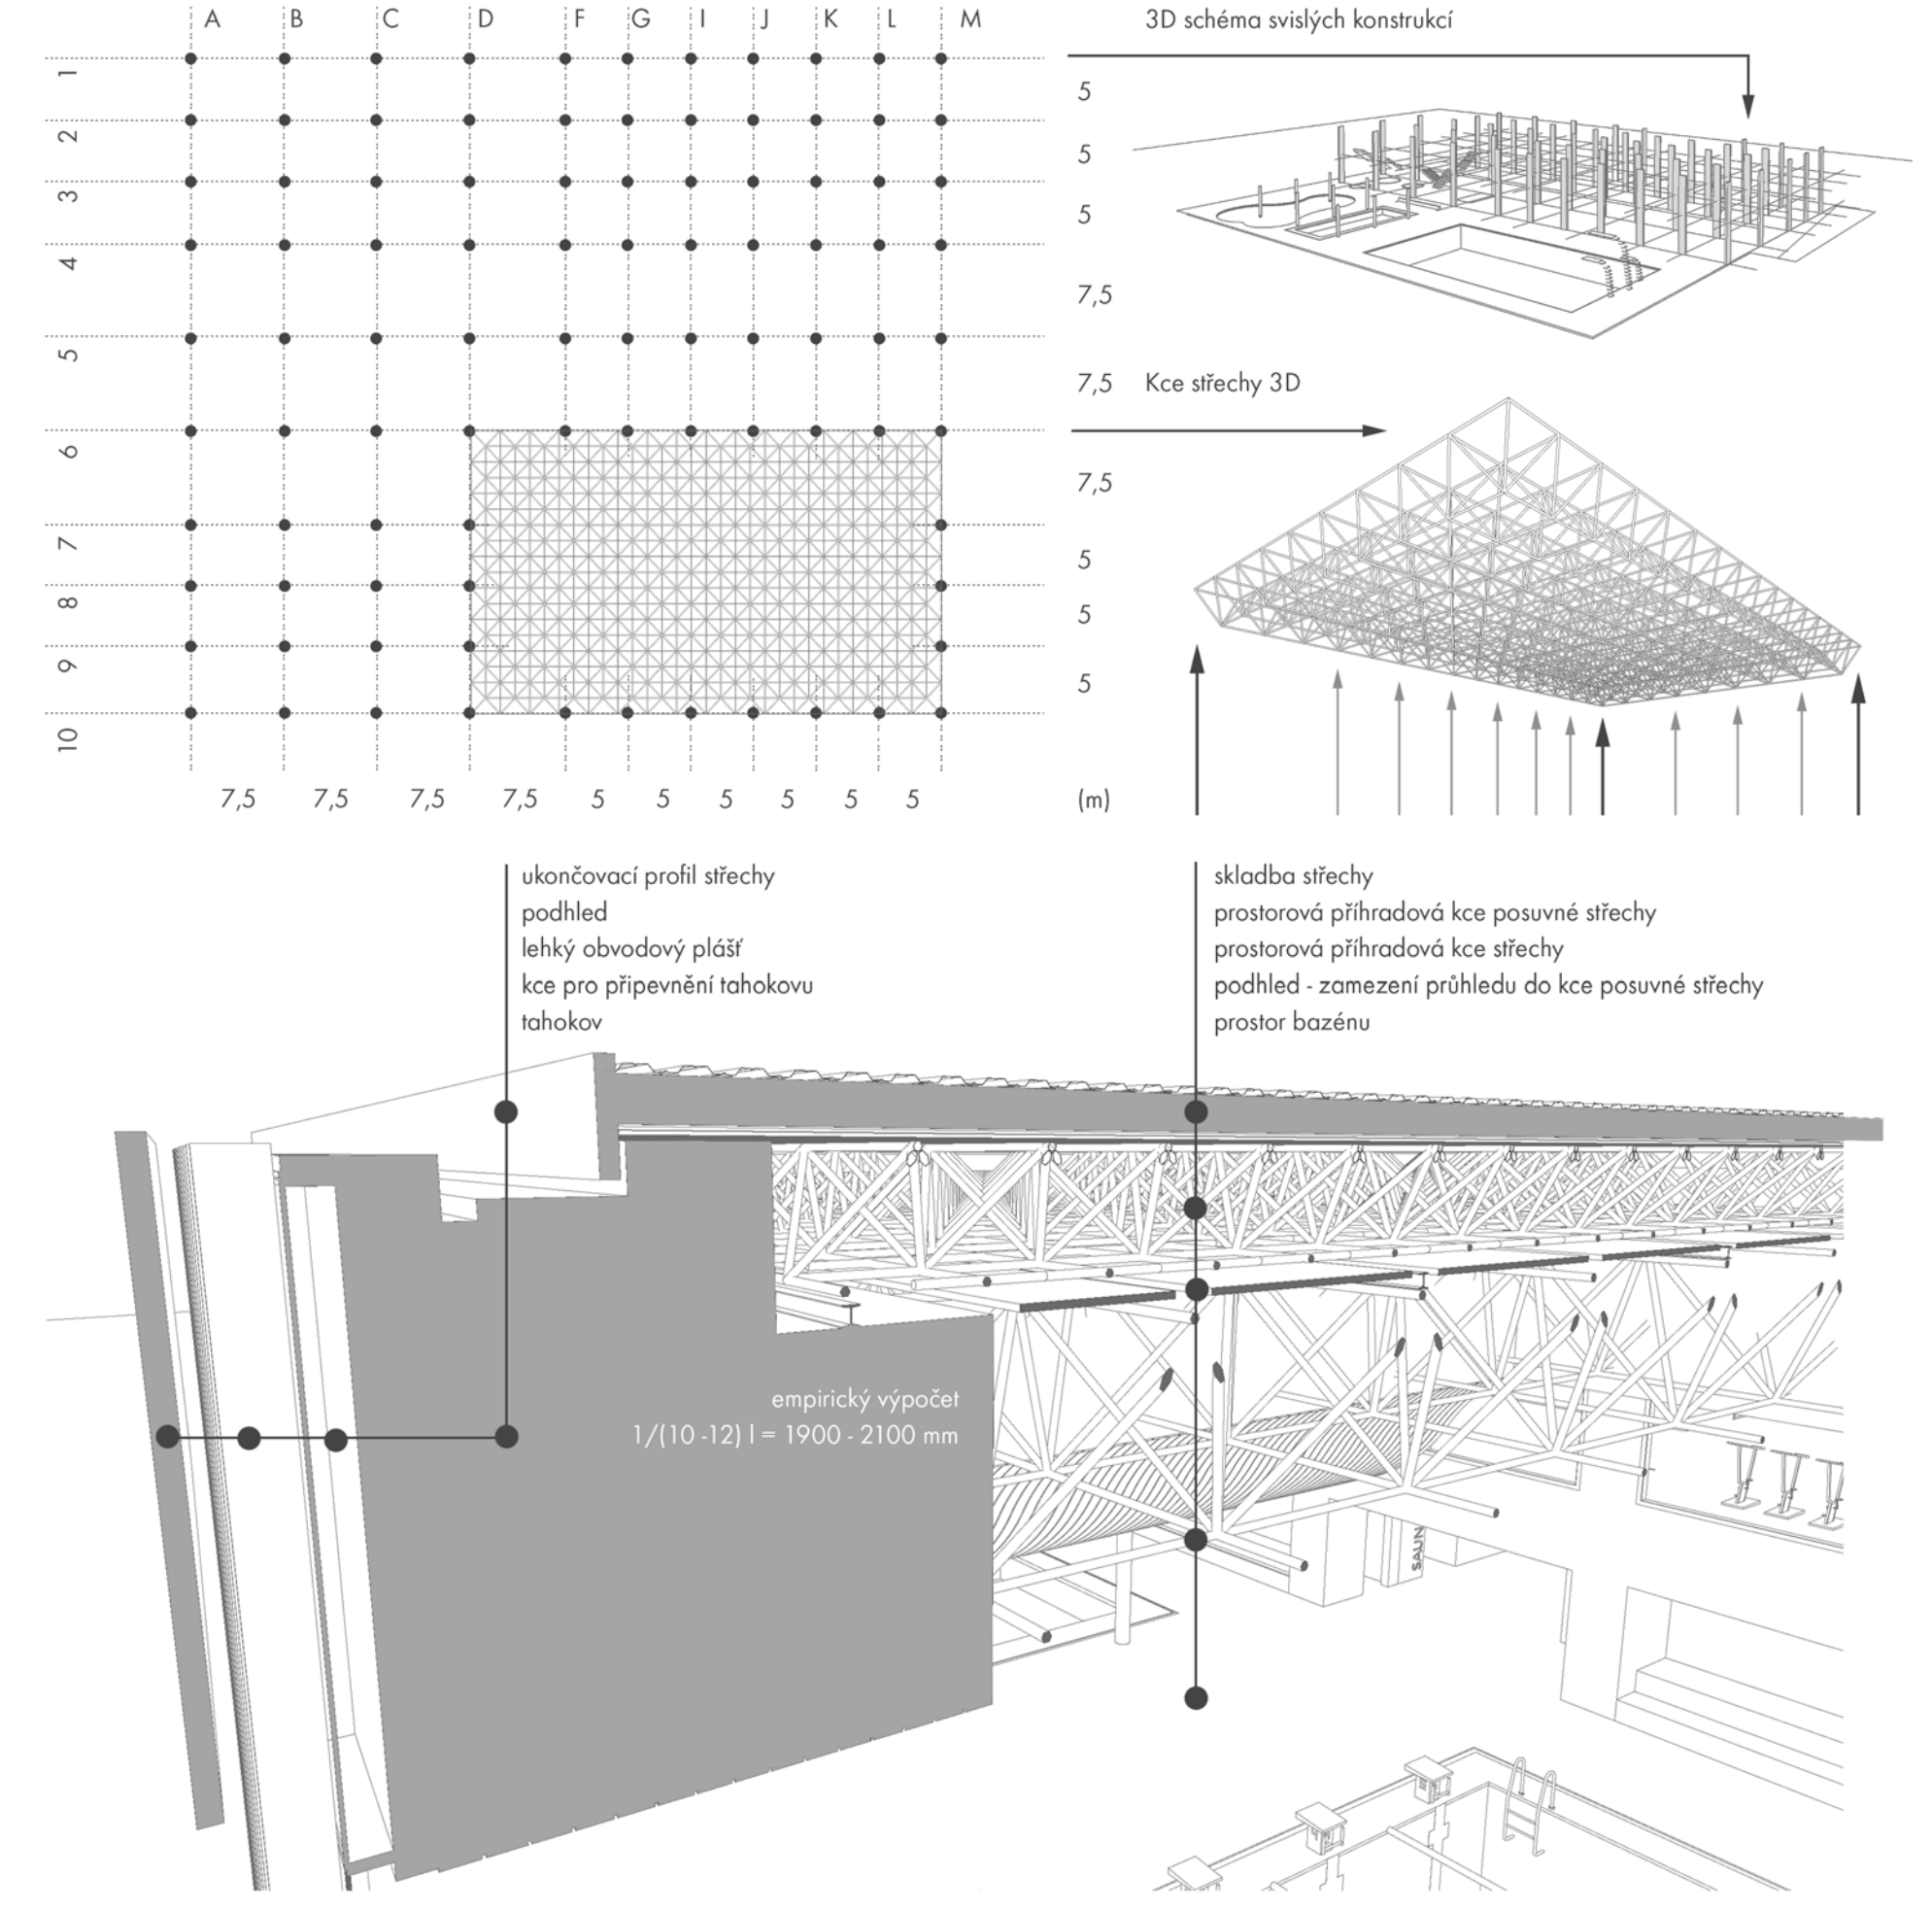 A B C D F G I J K L M
1
2
3
4
5
6
7
8
9
10
7,5 7,5 7,5 7,5 5 5 5 5 5 5 (m)
3D schéma svislých konstrukcí
5
5
5
7,5
7,5 Kce střechy 3D
7,5
5
5
5
ukončovací profil střechy
podhled
lehký obvodový plášť
kce pro připevnění tahokovu
tahokov
skladba střechy
prostorová příhradová kce posuvné střechy
prostorová příhradová kce střechy
podhled - zamezení průhledu do kce posuvné střechy
prostor bazénu
empirický výpočet
1/(10 -12) l = 1900 - 2100 mm
SAUN